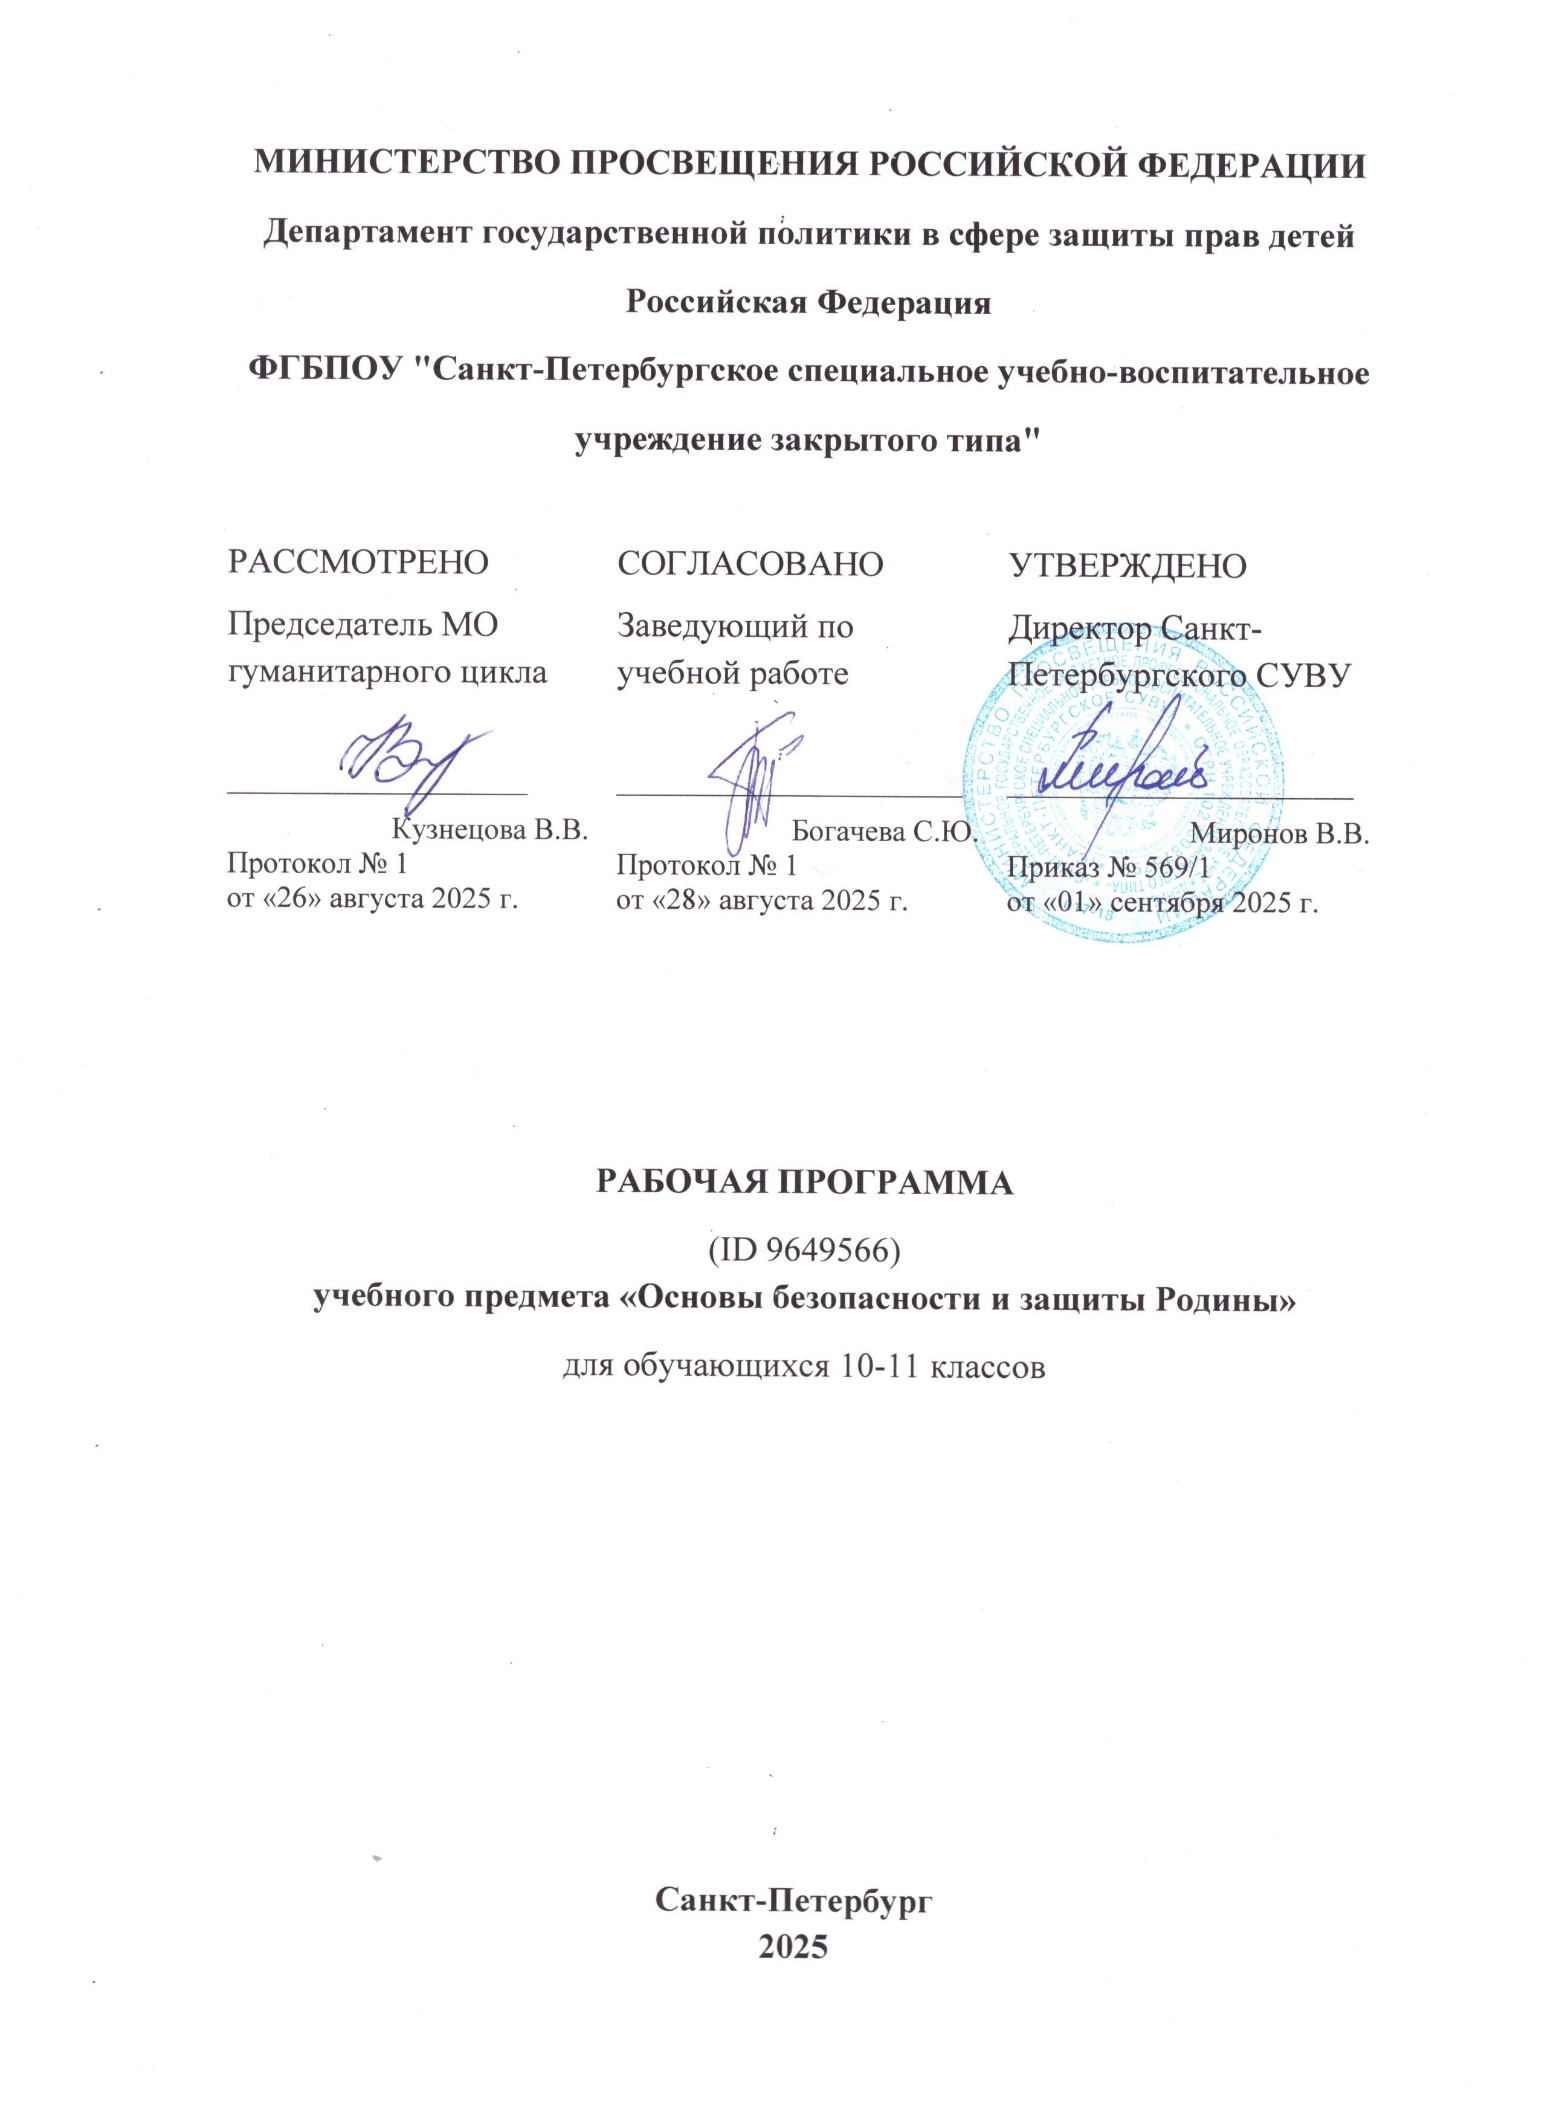 МИНИСТЕРСТВО ПРОСВЕЩЕНИЯ РОССИЙСКОЙ ФЕДЕРАЦИИ
Департамент государственной политики в сфере защиты прав детей
Российская Федерация
ФГБПОУ "Санкт-Петербургское специальное учебно-воспитательное
учреждение закрытого типа"
РАССМОТРЕНО
Председатель МО
гуманитарного цикла
Кузнецова В.В.
Протокол № 1
от «26» августа 2025 г.
СОГЛАСОВАНО
Заведующий по
учебной работе
Богачева С.Ю.
Протокол № 1
от «28» августа 2025 г.
УТВЕРЖДЕНО
Директор Санкт-
Петербургского СУВУ
Миронов В.В.
Приказ № 569/1
от «01» сентября 2025 г.
РАБОЧАЯ ПРОГРАММА
(ID 9649566)
учебного предмета «Основы безопасности и защиты Родины»
для обучающихся 10-11 классов
Санкт-Петербург
2025